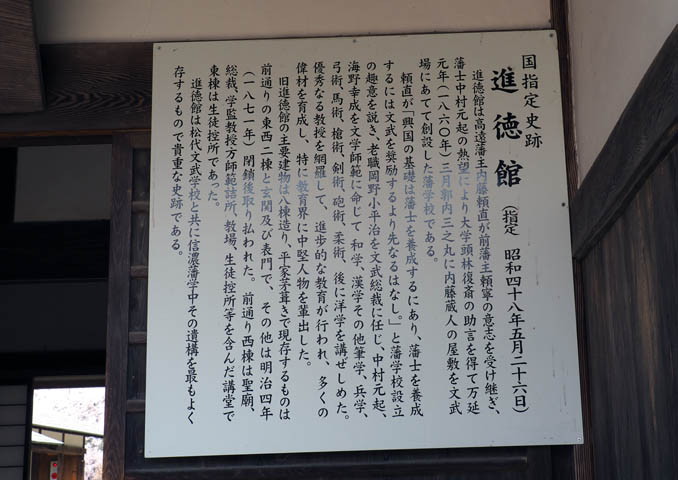 国指定史跡
進徳館
(指定 昭和四十八年五月二十六日)
進徳館は高遠藩主内藤頼直が前藩主頼寧の意志を受け継ぎ、
藩士中村元起の熱望により大学頭林復斎の助言を得て万延
元年(一八六〇年)三月郭内三之丸に内藤蔵人の屋敷を文武
場にあてて創設した藩学校である。
頼直が「興国の基礎は藩士を養成するにあり、藩士を養成
するには文武を奨励するより先なるはなし。」と藩学校設立
の趣意を説き、老職岡野小平治を文武総裁に任じ、中村元起、
海野幸成を文学師範に命じて 和学、漢学その他筆学、兵学、
弓術、馬術、槍術、剣術、砲術、柔術、後に洋学を講ぜしめた。
優秀なる教授を網羅して、進歩的な教育が行われ、多くの
偉材を育成し、特に教育界に中堅人物を輩出した。
旧進徳館の主要建物は八棟造り、平家茅葺きで現存するものは
前通りの東西二棟と玄関及び表門で、その他は明治四年
(一八七一年)閉鎖後取り払われた。前通り西棟は聖廟、
総裁、学監教授方師範詰所、教場、生徒控所等を含んだ講堂で
東棟は生徒控所であった。
進徳館は松代文武学校と共に信濃藩学中その遺構を最もよく
存するもので貴重な史跡である。